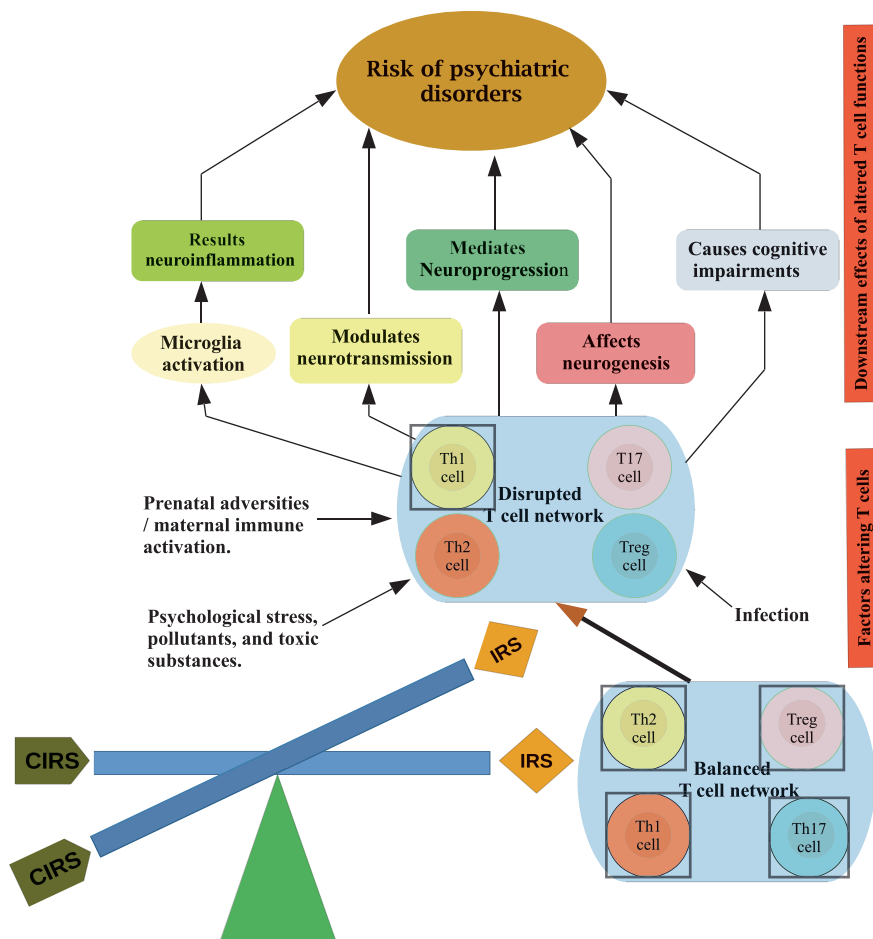 Risk of psychiatric
disorders
Downstream effects of altered T cell functions
Results
neuroinflammation
Mediates
Neuroprogression
Causes cognitive
impairments
Microglia
activation
Modulates
neurotransmission
Affects
neurogenesis
Th1
cell
T17
cell
Disrupted
T cell network
Th2
cell
Treg
cell
Factors altering T cells
Prenatal adversities
/ maternal immune
activation.
Psychological stress,
pollutants, and toxic
substances.
Infection
IRS
CIRS
IRS
CIRS
Th2
cell
Treg
cell
Balanced
T cell network
Th1
cell
Th17
cell